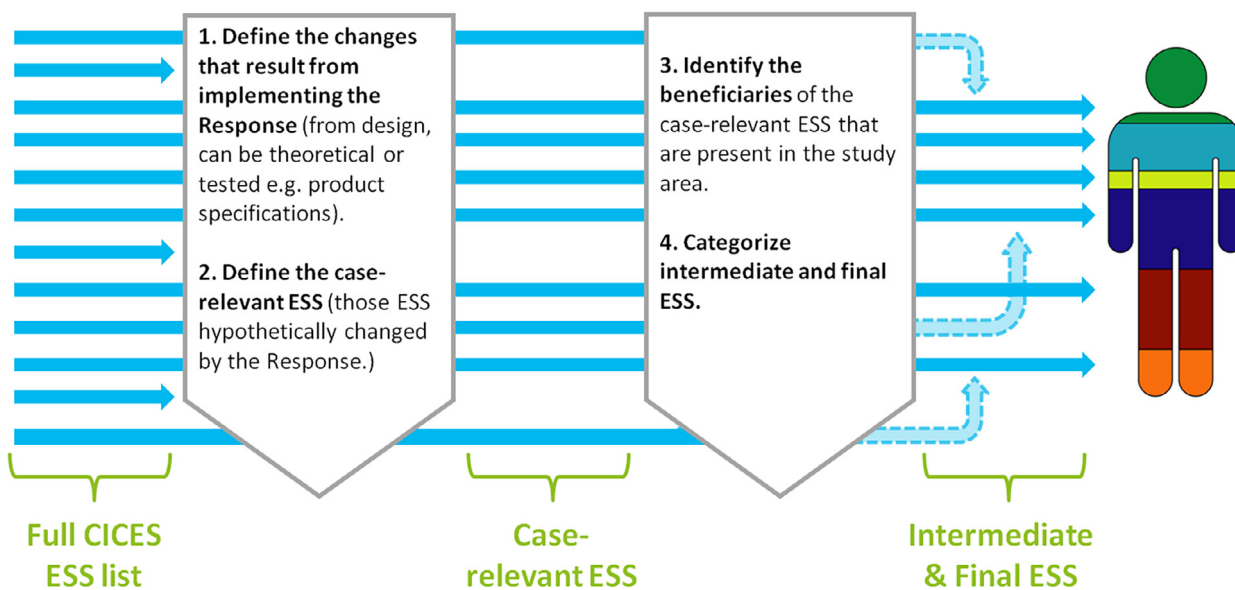 1. Define the changes
that result from
implementing the
Response (from design,
can be theoretical or
tested e.g. product
specifications).
2. Define the case-
relevant ESS (those ESS
hypothetically changed
by the Response.)
3. Identify the
beneficiaries of the
case-relevant ESS that
are present in the study
area.
4. Categorize
intermediate and final
ESS.
Full CICES
ESS list
Case-
relevant ESS
Intermediate
& Final ESS